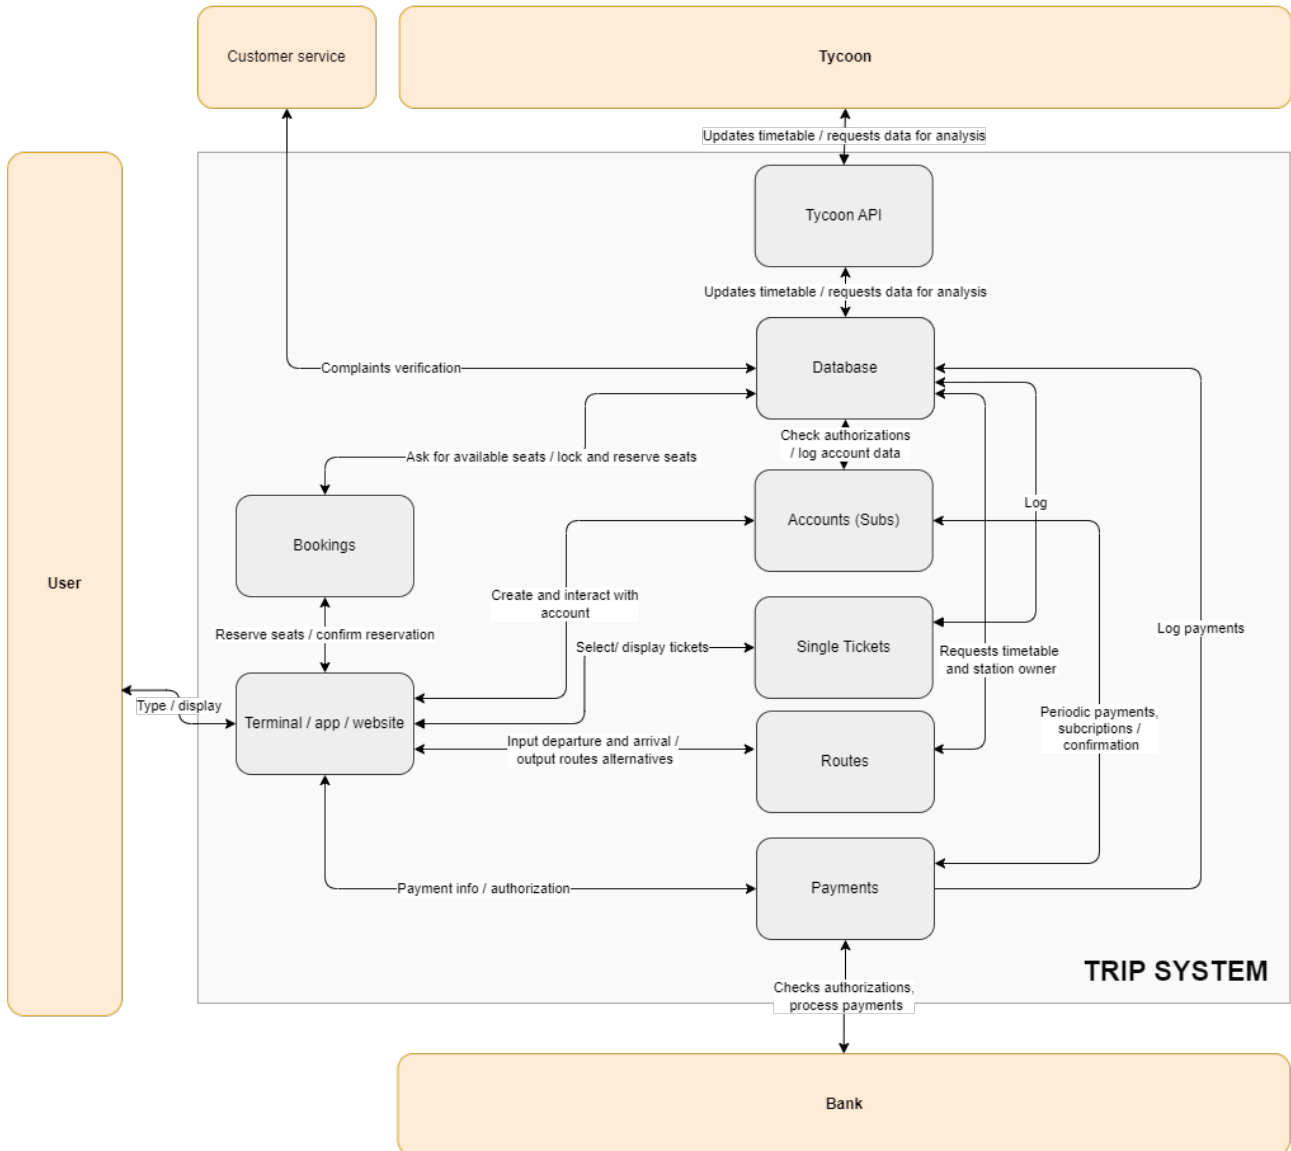 Customer service
Tycoon
Updates timetable / requests data for analysis
Tycoon API
Updates timetable / requests data for analysis
Database
Complaints verification
Check authorizations
/ log account data
Ask for available seats / lock and reserve seats
Accounts (Subs)
Log
Bookings
User
Create and interact with
account
Reserve seats / confirm reservation
Select/ display tickets
Single Tickets
Log payments
Requests timetable
and station owner
Type / display
Terminal / app / website
Periodic payments,
subcriptions /
confirmation
Input departure and arrival /
output routes alternatives
Routes
Payment info / authorization
Payments
TRIP SYSTEM
Checks authorizations,
process payments
Bank